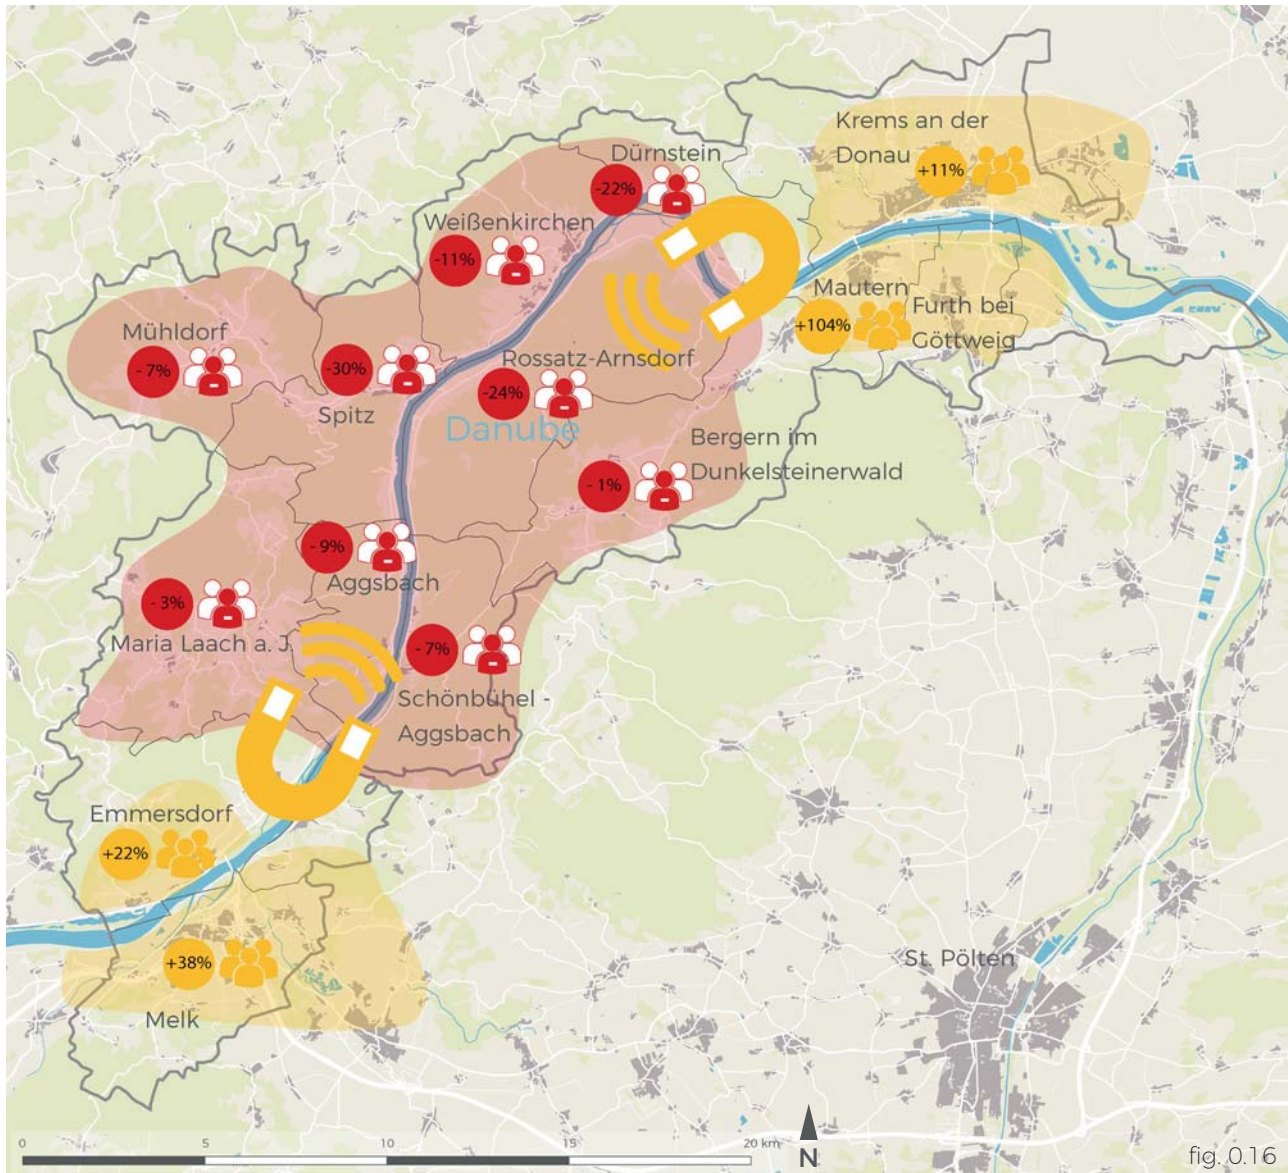 Krems an der
Donau
+11%
Dürnstein
-22%
Weißenkirchen
-11%
Mautern
+104%
Furth bei
Göttweig
Mühldorf
- 7%
-30%
Spitz
Rossatz-Arnsdorf
-24%
Danube
Bergern im
Dunkelsteinerwald
- 1%
- 9%
Aggsbach
- 3%
Maria Laach a. J.
- 7%
Schönbühel -
Aggsbach
Emmersdorf
+22%
+38%
Melk
St. Pölten
0 5 10 15 20 km
N
fig. 0.16